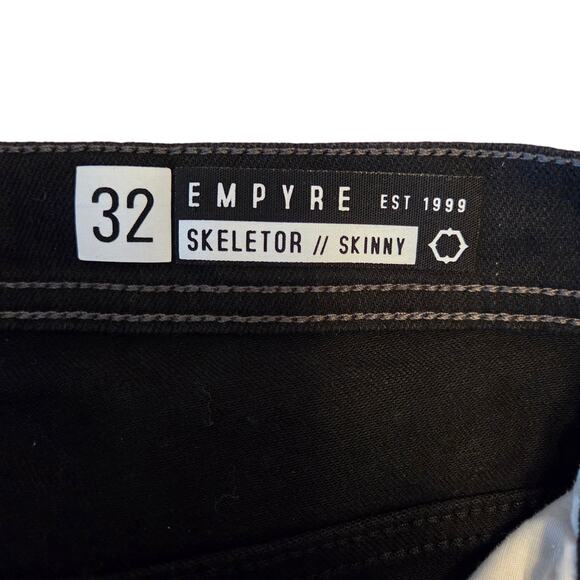 32
EMPYRE EST 1999
SKELETOR // SKINNY